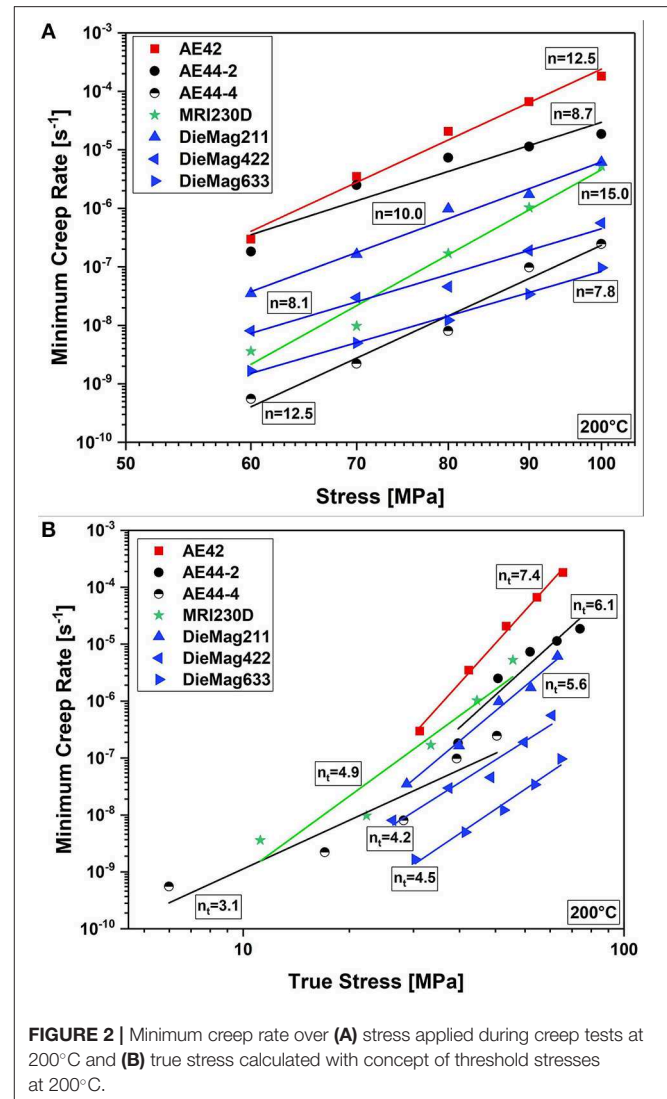 A
10⁻³
10⁻⁴
10⁻⁵
10⁻⁶
10⁻⁷
10⁻⁸
10⁻⁹
10⁻¹⁰
Minimum Creep Rate [s⁻¹]
AE42
AE44-2
AE44-4
MRI230D
DieMag211
DieMag422
DieMag633
n=12.5
n=8.7
n=10.0
n=15.0
n=8.1
n=7.8
n=12.5
200°C
50
60
70
80
90
100
Stress [MPa]
B
10⁻³
10⁻⁴
10⁻⁵
10⁻⁶
10⁻⁷
10⁻⁸
10⁻⁹
10⁻¹⁰
Minimum Creep Rate [s⁻¹]
AE42
AE44-2
AE44-4
MRI230D
DieMag211
DieMag422
DieMag633
nₜ=7.4
nₜ=6.1
nₜ=5.6
nₜ=4.9
nₜ=4.2
nₜ=4.5
nₜ=3.1
200°C
10
100
True Stress [MPa]
FIGURE 2 | Minimum creep rate over (A) stress applied during creep tests at
200°C and (B) true stress calculated with concept of threshold stresses
at 200°C.